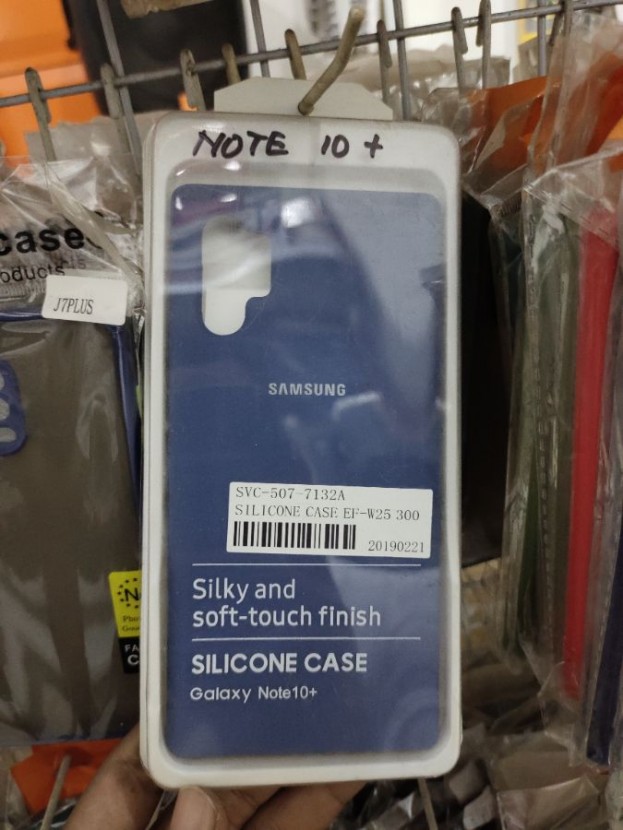 NOTE 10+
case
oducts
J7PLUS
SAMSUNG
SVC-507-7132A
SILICONE CASE EF-W25 300
20190221
Silky and
soft-touch finish
SILICONE CASE
Galaxy Note10+